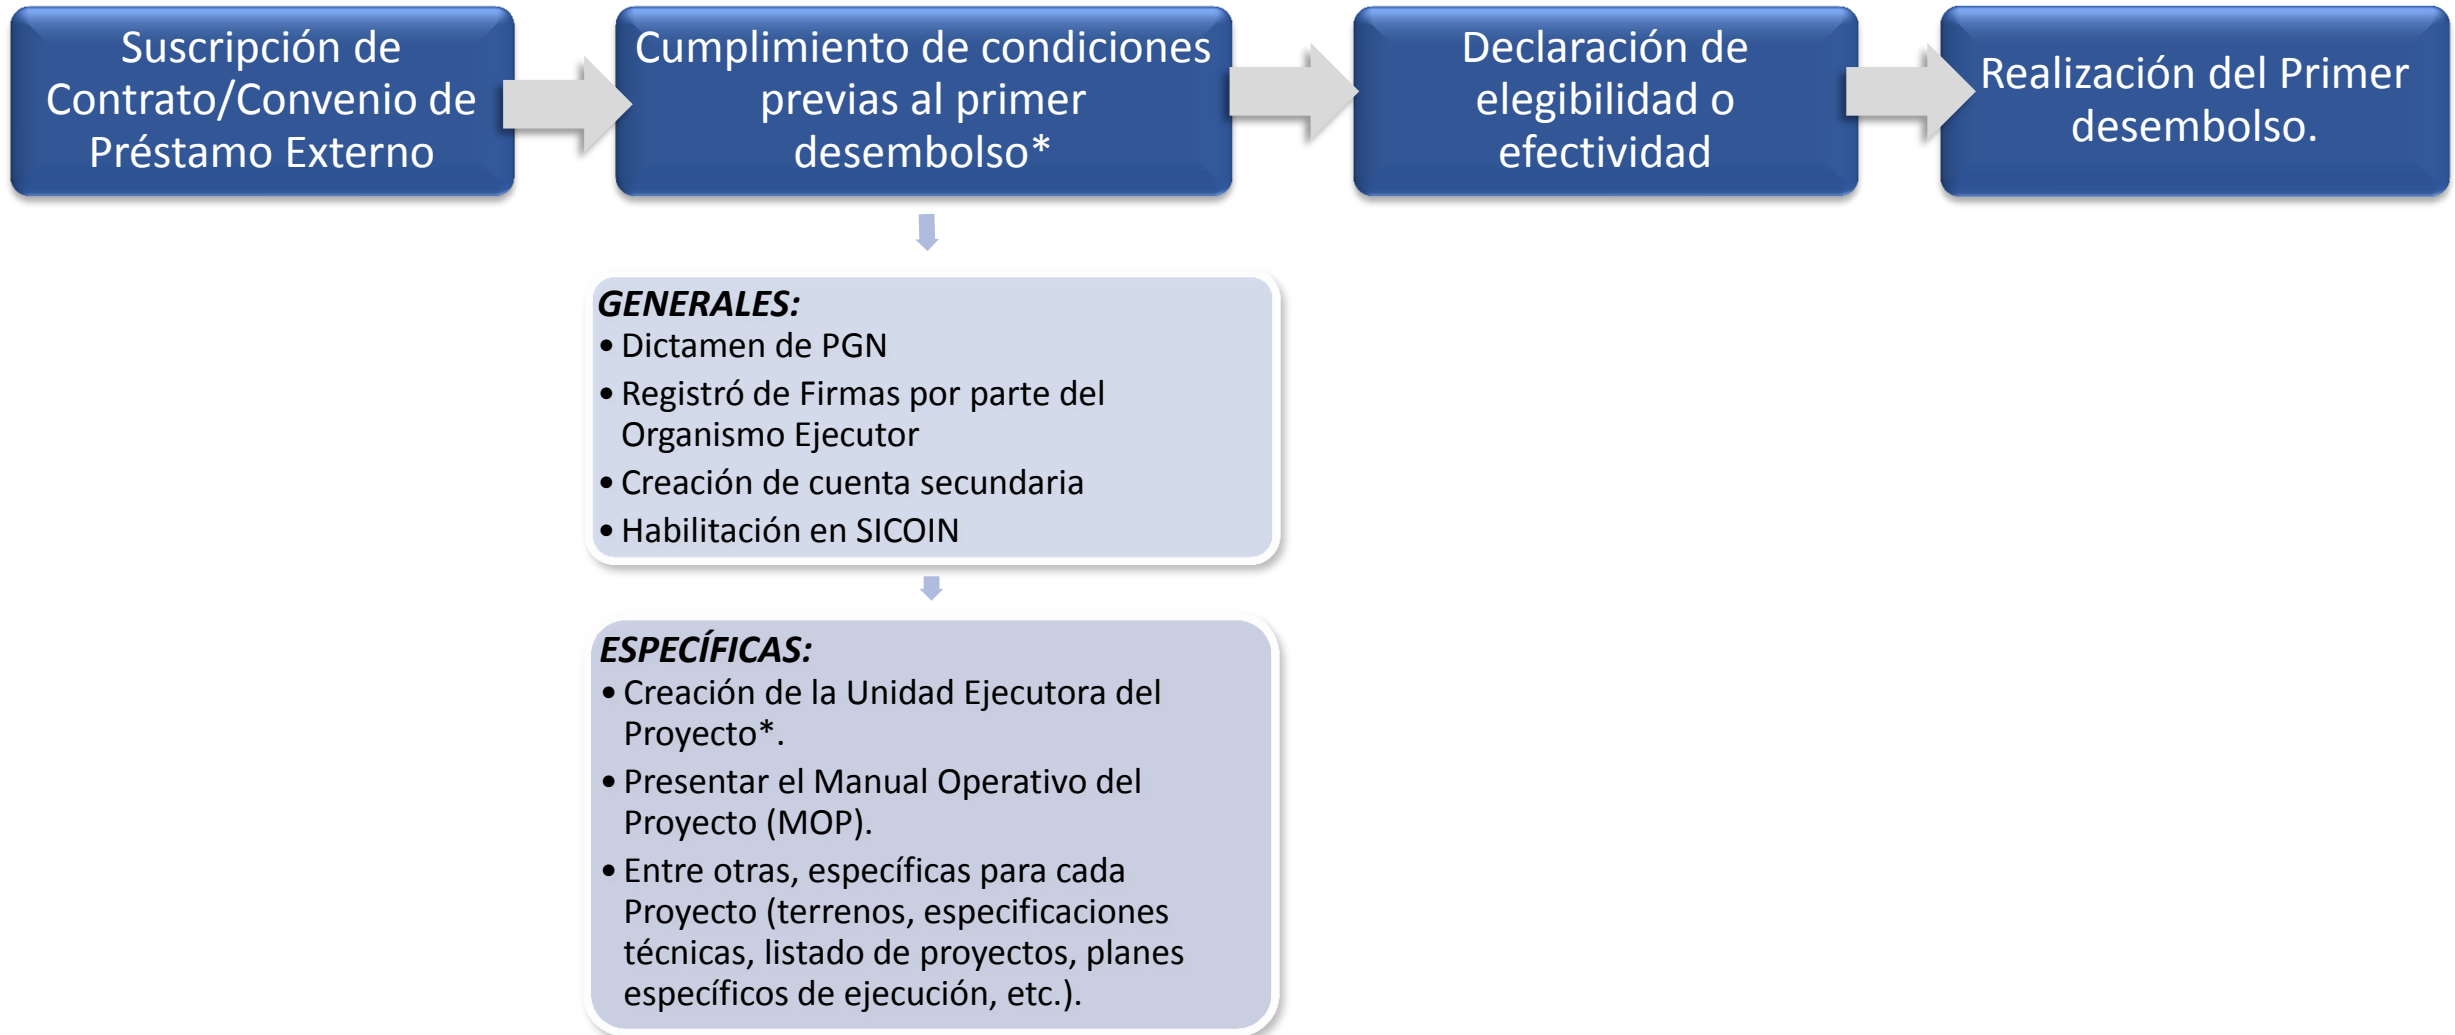 Suscripción de
Contrato/Convenio de
Préstamo Externo
Cumplimiento de condiciones
previas al primer
desembolso*
Declaración de
elegibilidad o
efectividad
Realización del Primer
desembolso.
GENERALES:
• Dictamen de PGN
• Registró de Firmas por parte del
Organismo Ejecutor
• Creación de cuenta secundaria
• Habilitación en SICOIN
ESPECÍFICAS:
• Creación de la Unidad Ejecutora del
Proyecto*.
• Presentar el Manual Operativo del
Proyecto (MOP).
• Entre otras, específicas para cada
Proyecto (terrenos, especificaciones
técnicas, listado de proyectos, planes
específicos de ejecución, etc.).